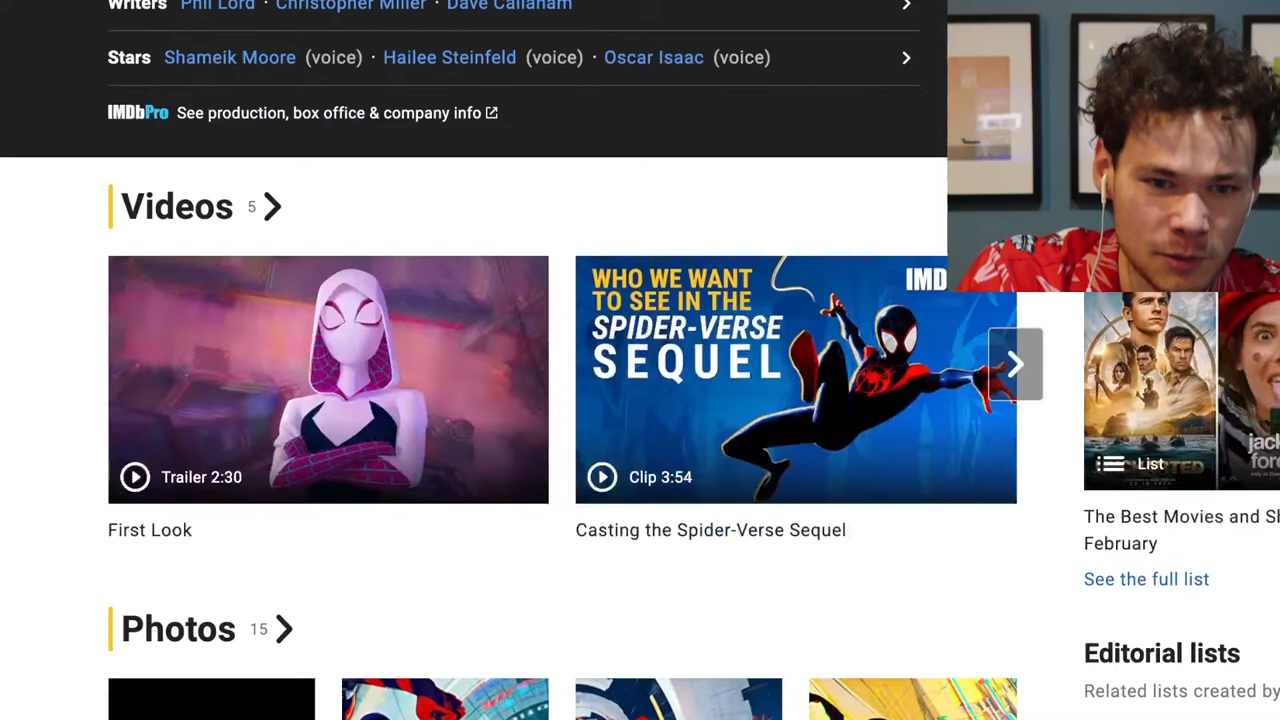 Writers Phil Lord · Christopher Miller · Dave Callaham
Stars Shameik Moore (voice) · Hailee Steinfeld (voice) · Oscar Isaac (voice)
IMDbPro See production, box office & company info
Videos 5
WHO WE WANT
TO SEE IN THE
SPIDER-VERSE
SEQUEL
IMD
Trailer 2:30
Clip 3:54
First Look
Casting the Spider-Verse Sequel
List
The Best Movies and
February
See the full list
Photos 15
Editorial lists
Related lists created by